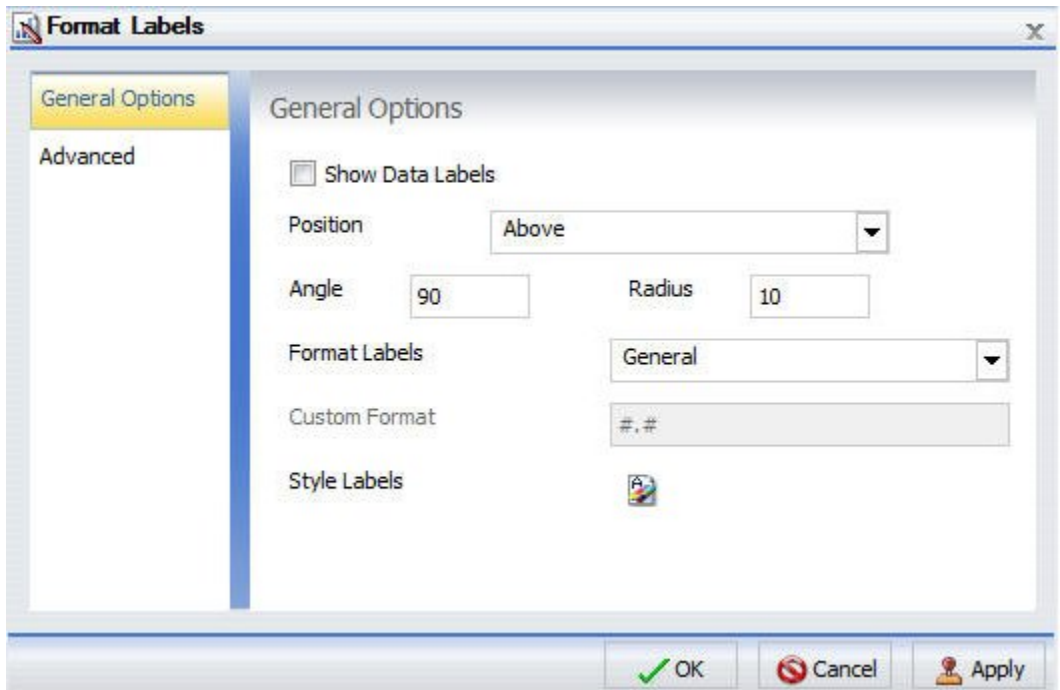 Format Labels
General Options
Advanced
General Options
Show Data Labels
Position Above
Angle 90 Radius 10
Format Labels General
Custom Format #.#
Style Labels
OK Cancel Apply